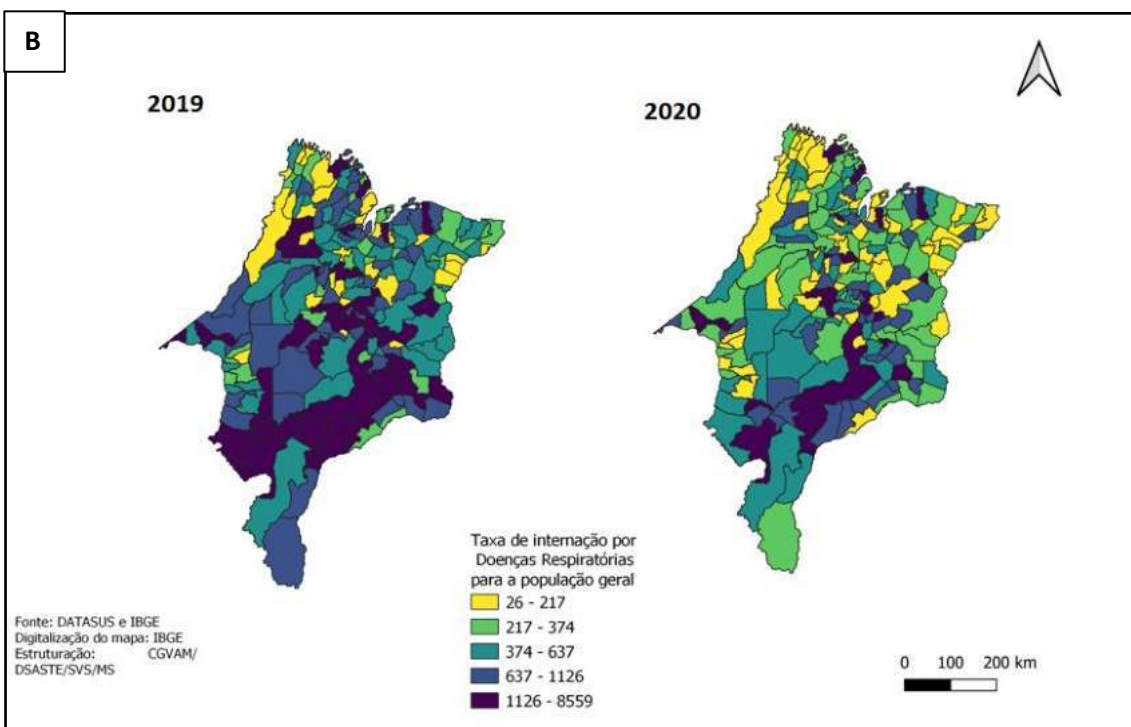 B
2019
2020
Taxa de internação por
Doenças Respiratórias
para a população geral
26 - 217
217 - 374
374 - 637
637 - 1126
1126 - 8559
Fonte: DATASUS e IBGE
Digitalização do mapa: IBGE
Estruturação: CGVAM/
DSASTE/SVS/MS
0 100 200 km